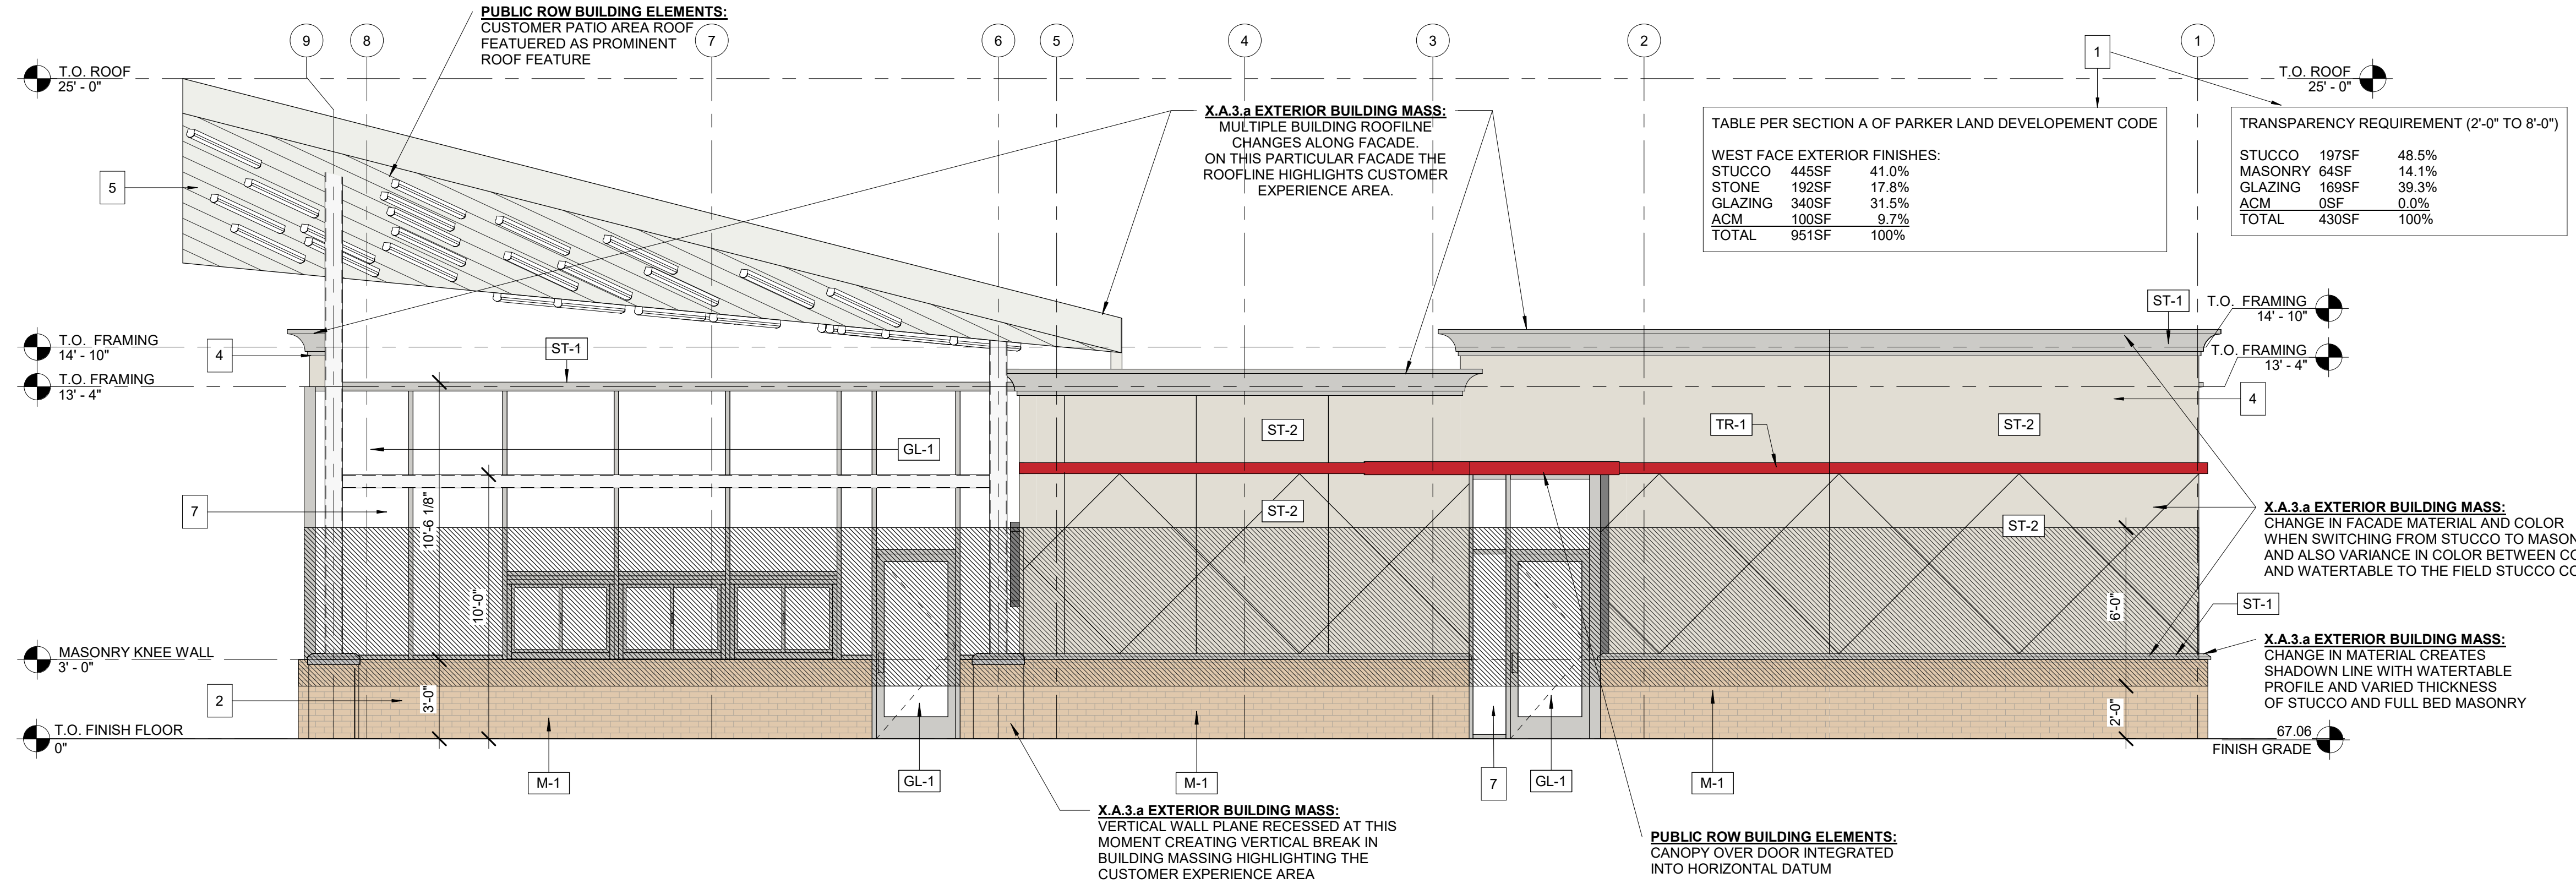 PUBLIC ROW BUILDING ELEMENTS:
CUSTOMER PATIO AREA ROOF
FEATUERED AS PROMINENT
ROOF FEATURE
9
8
7
6
5
4
3
2
1
1
T.O. ROOF
25' - 0"
T.O. ROOF
25' - 0"
X.A.3.a EXTERIOR BUILDING MASS:
MULTIPLE BUILDING ROOFILNE
CHANGES ALONG FACADE.
ON THIS PARTICULAR FACADE THE
ROOFLINE HIGHLIGHTS CUSTOMER
EXPERIENCE AREA.
TABLE PER SECTION A OF PARKER LAND DEVELOPEMENT CODE
WEST FACE EXTERIOR FINISHES:
STUCCO 445SF 41.0%
STONE 192SF 17.8%
GLAZING 340SF 31.5%
ACM 100SF 9.7%
TOTAL 951SF 100%
TRANSPARENCY REQUIREMENT (2'-0" TO 8'-0")
STUCCO 197SF 48.5%
MASONRY 64SF 14.1%
GLAZING 169SF 39.3%
ACM 0SF 0.0%
TOTAL 430SF 100%
5
ST-1
T.O. FRAMING
14' - 10"
T.O. FRAMING
14' - 10"
4
ST-1
T.O. FRAMING
13' - 4"
T.O. FRAMING
13' - 4"
4
ST-2
TR-1
ST-2
GL-1
7
10'-6 1/8"
10'-0"
ST-2
ST-2
X.A.3.a EXTERIOR BUILDING MASS:
CHANGE IN FACADE MATERIAL AND COLOR
WHEN SWITCHING FROM STUCCO TO MASON
AND ALSO VARIANCE IN COLOR BETWEEN CO
AND WATERTABLE TO THE FIELD STUCCO CO
6'-0"
ST-1
MASONRY KNEE WALL
3' - 0"
X.A.3.a EXTERIOR BUILDING MASS:
CHANGE IN MATERIAL CREATES
SHADOWN LINE WITH WATERTABLE
PROFILE AND VARIED THICKNESS
OF STUCCO AND FULL BED MASONRY
2
3'-0"
2'-0"
T.O. FINISH FLOOR
0"
67.06
FINISH GRADE
M-1
GL-1
M-1
7
GL-1
M-1
X.A.3.a EXTERIOR BUILDING MASS:
VERTICAL WALL PLANE RECESSED AT THIS
MOMENT CREATING VERTICAL BREAK IN
BUILDING MASSING HIGHLIGHTING THE
CUSTOMER EXPERIENCE AREA
PUBLIC ROW BUILDING ELEMENTS:
CANOPY OVER DOOR INTEGRATED
INTO HORIZONTAL DATUM